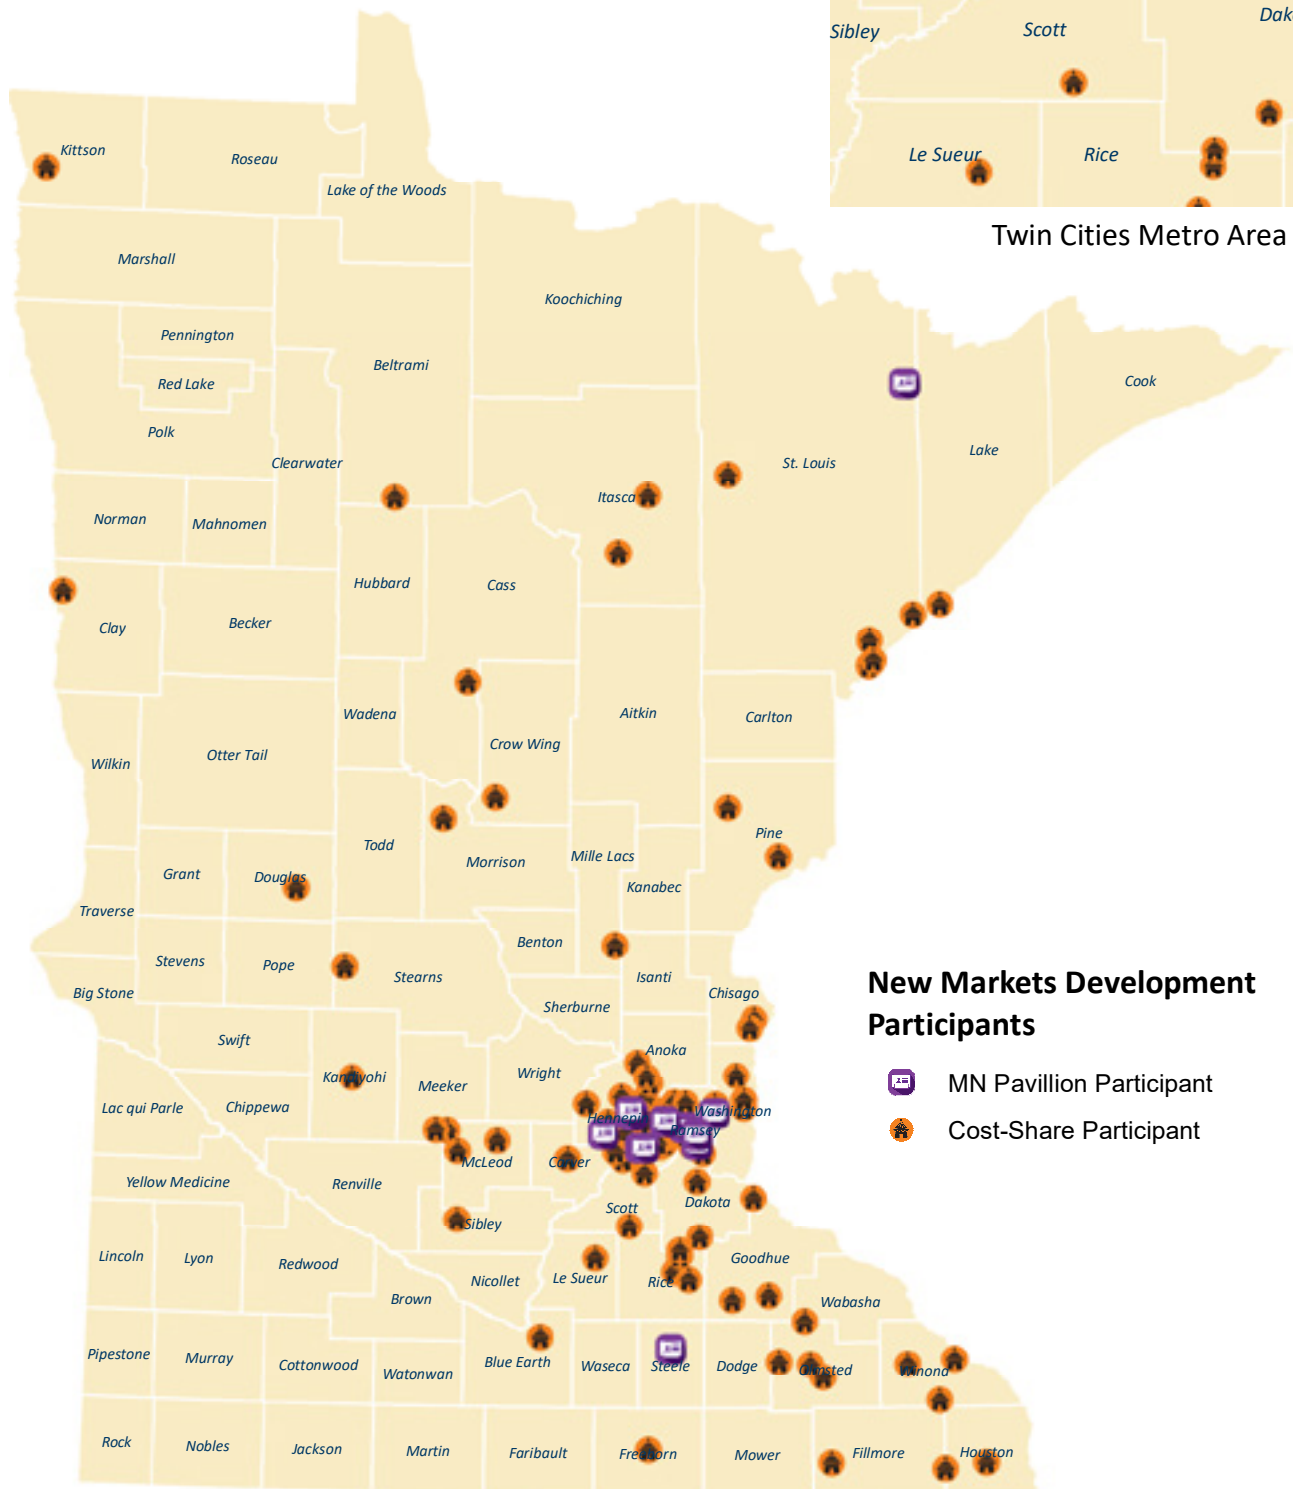 Sibley
Scott
Dak
Le Sueur
Rice
Twin Cities Metro Area
Kittson
Roseau
Lake of the Woods
Marshall
Koochiching
Pennington
Beltrami
Red Lake
Cook
Polk
Lake
Clearwater
St. Louis
Itasca
Norman
Mahnomen
Hubbard
Cass
Clay
Becker
Wadena
Aitkin
Carlton
Crow Wing
Otter Tail
Wilkin
Pine
Todd
Mille Lacs
Morrison
Grant
Douglas
Kanabec
Traverse
Benton
Stevens
Pope
Stearns
Isanti
Big Stone
Chisago
Sherburne
New Markets Development
Participants
Swift
Anoka
Wright
Kandiyohi
Meeker
MN Pavillion Participant
Lac qui Parle
Chippewa
Hennepin
Washington
Ramsey
Cost-Share Participant
McLeod
Carver
Yellow Medicine
Renville
Dakota
Scott
Sibley
Lincoln
Lyon
Redwood
Goodhue
Nicollet
Le Sueur
Rice
Brown
Wabasha
Pipestone
Murray
Cottonwood
Watonwan
Blue Earth
Waseca
Steele
Dodge
Olmsted
Winona
Rock
Nobles
Jackson
Martin
Faribault
Freeborn
Mower
Fillmore
Houston